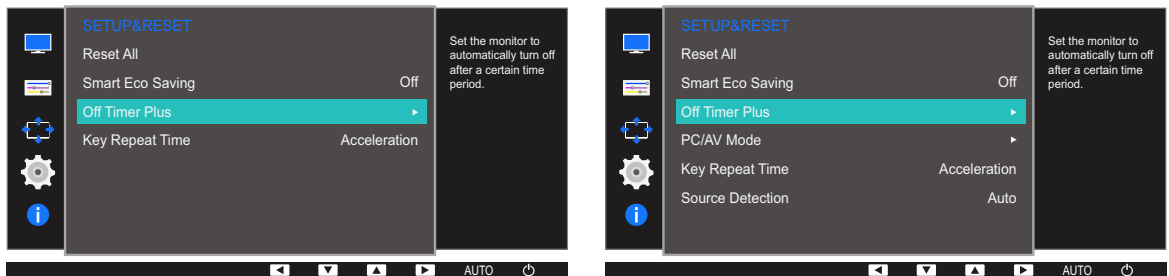 SETUP&RESET
Reset All
Smart Eco Saving Off
Off Timer Plus
Key Repeat Time Acceleration
Set the monitor to
automatically turn off
after a certain time
period.
AUTO
SETUP&RESET
Reset All
Smart Eco Saving Off
Off Timer Plus
PC/AV Mode
Key Repeat Time Acceleration
Source Detection Auto
Set the monitor to
automatically turn off
after a certain time
period.
AUTO